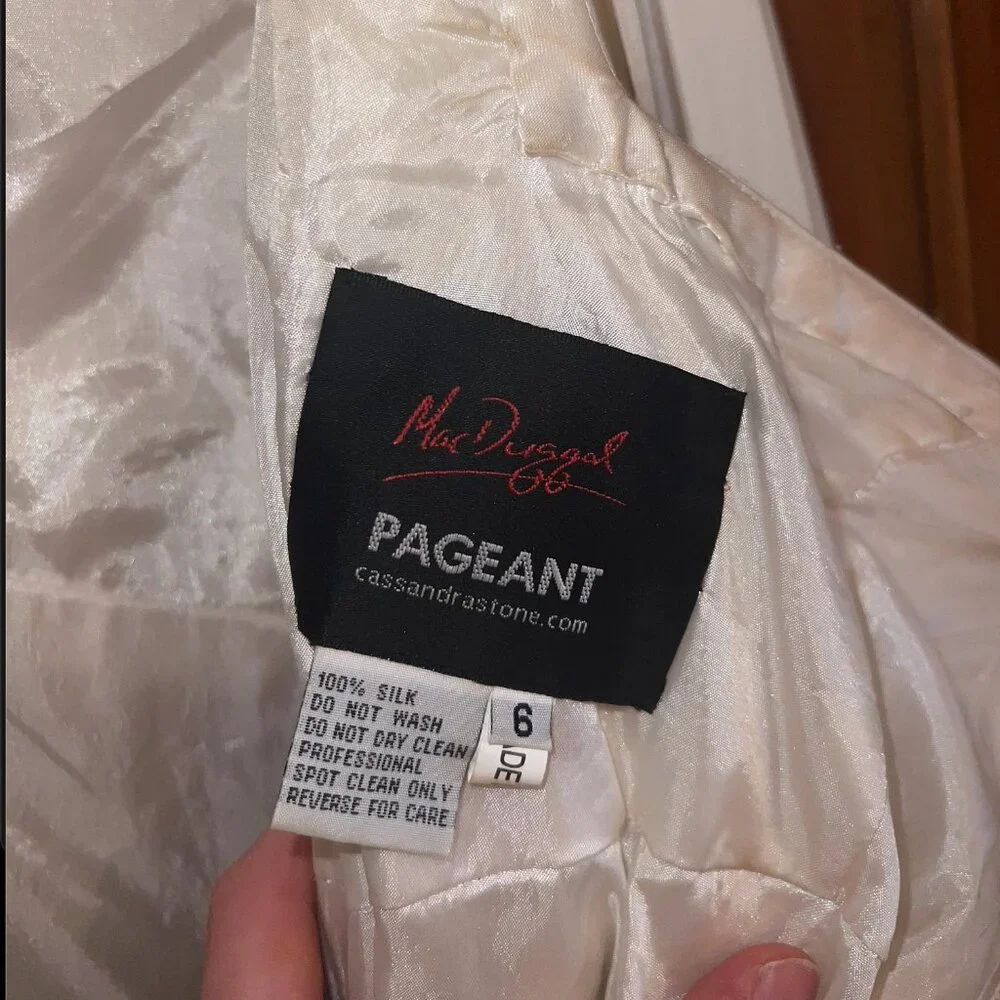 Mac Duggal
PAGEANT
cassandrastone.com
100% SILK
DO NOT WASH
DO NOT DRY CLEAN
PROFESSIONAL
SPOT CLEAN ONLY
REVERSE FOR CARE
6
ADE